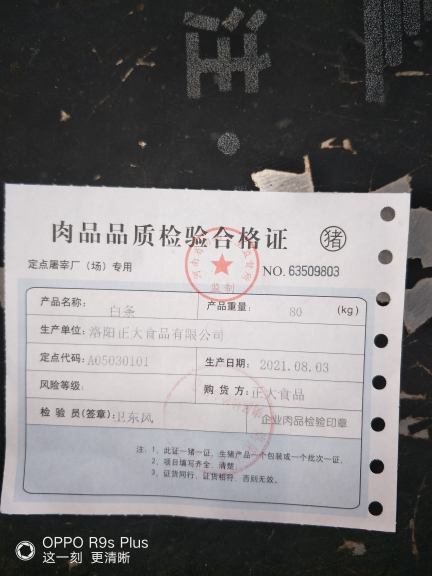 注
肉品品质检验合格证 猪
定点屠宰厂（场）专用
监制
NO. 63509803
产品名称： 白条 产品重量： 80 (kg)
生产单位：洛阳正大食品有限公司
定点代码：A05030101 生产日期： 2021.08.03
风险等级： 购 货 方：正大食品
检 验 员(签章)：卫东风 企业肉品检验印章
注：1、此证一猪一证，生猪产品一个包装或一个批次一证。
2、项目填写齐全，清楚。
3、证货同行，证货相符，否则无效。
OPPO R9s Plus
这一刻 更清晰